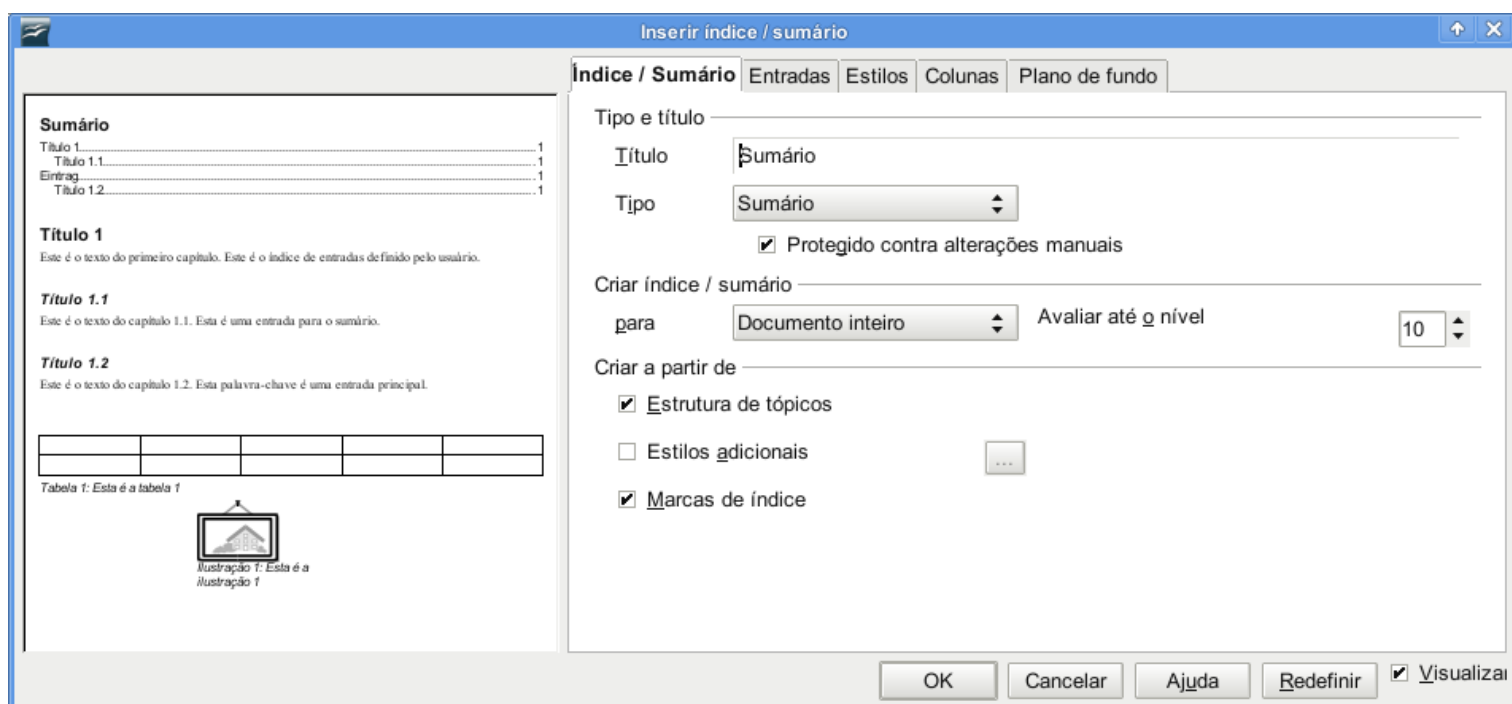 Inserir índice / sumário
Índice / Sumário Entradas Estilos Colunas Plano de fundo
Sumário
Título 1 1
Título 1.1 1
Eintrag 1
Título 1.2 1
Título 1
Este é o texto do primeiro capítulo. Este é o índice de entradas definido pelo usuário.
Título 1.1
Este é o texto do capítulo 1.1. Esta é uma entrada para o sumário.
Título 1.2
Este é o texto do capítulo 1.2. Esta palavra-chave é uma entrada principal.
Tabela 1: Esta é a tabela 1
Ilustração 1: Esta é a
ilustração 1
Tipo e título
Título Sumário
Tipo Sumário
Protegido contra alterações manuais
Criar índice / sumário
para Documento inteiro Avaliar até o nível 10
Criar a partir de
Estrutura de tópicos
Estilos adicionais ...
Marcas de índice
OK Cancelar Ajuda Redefinir Visualizar